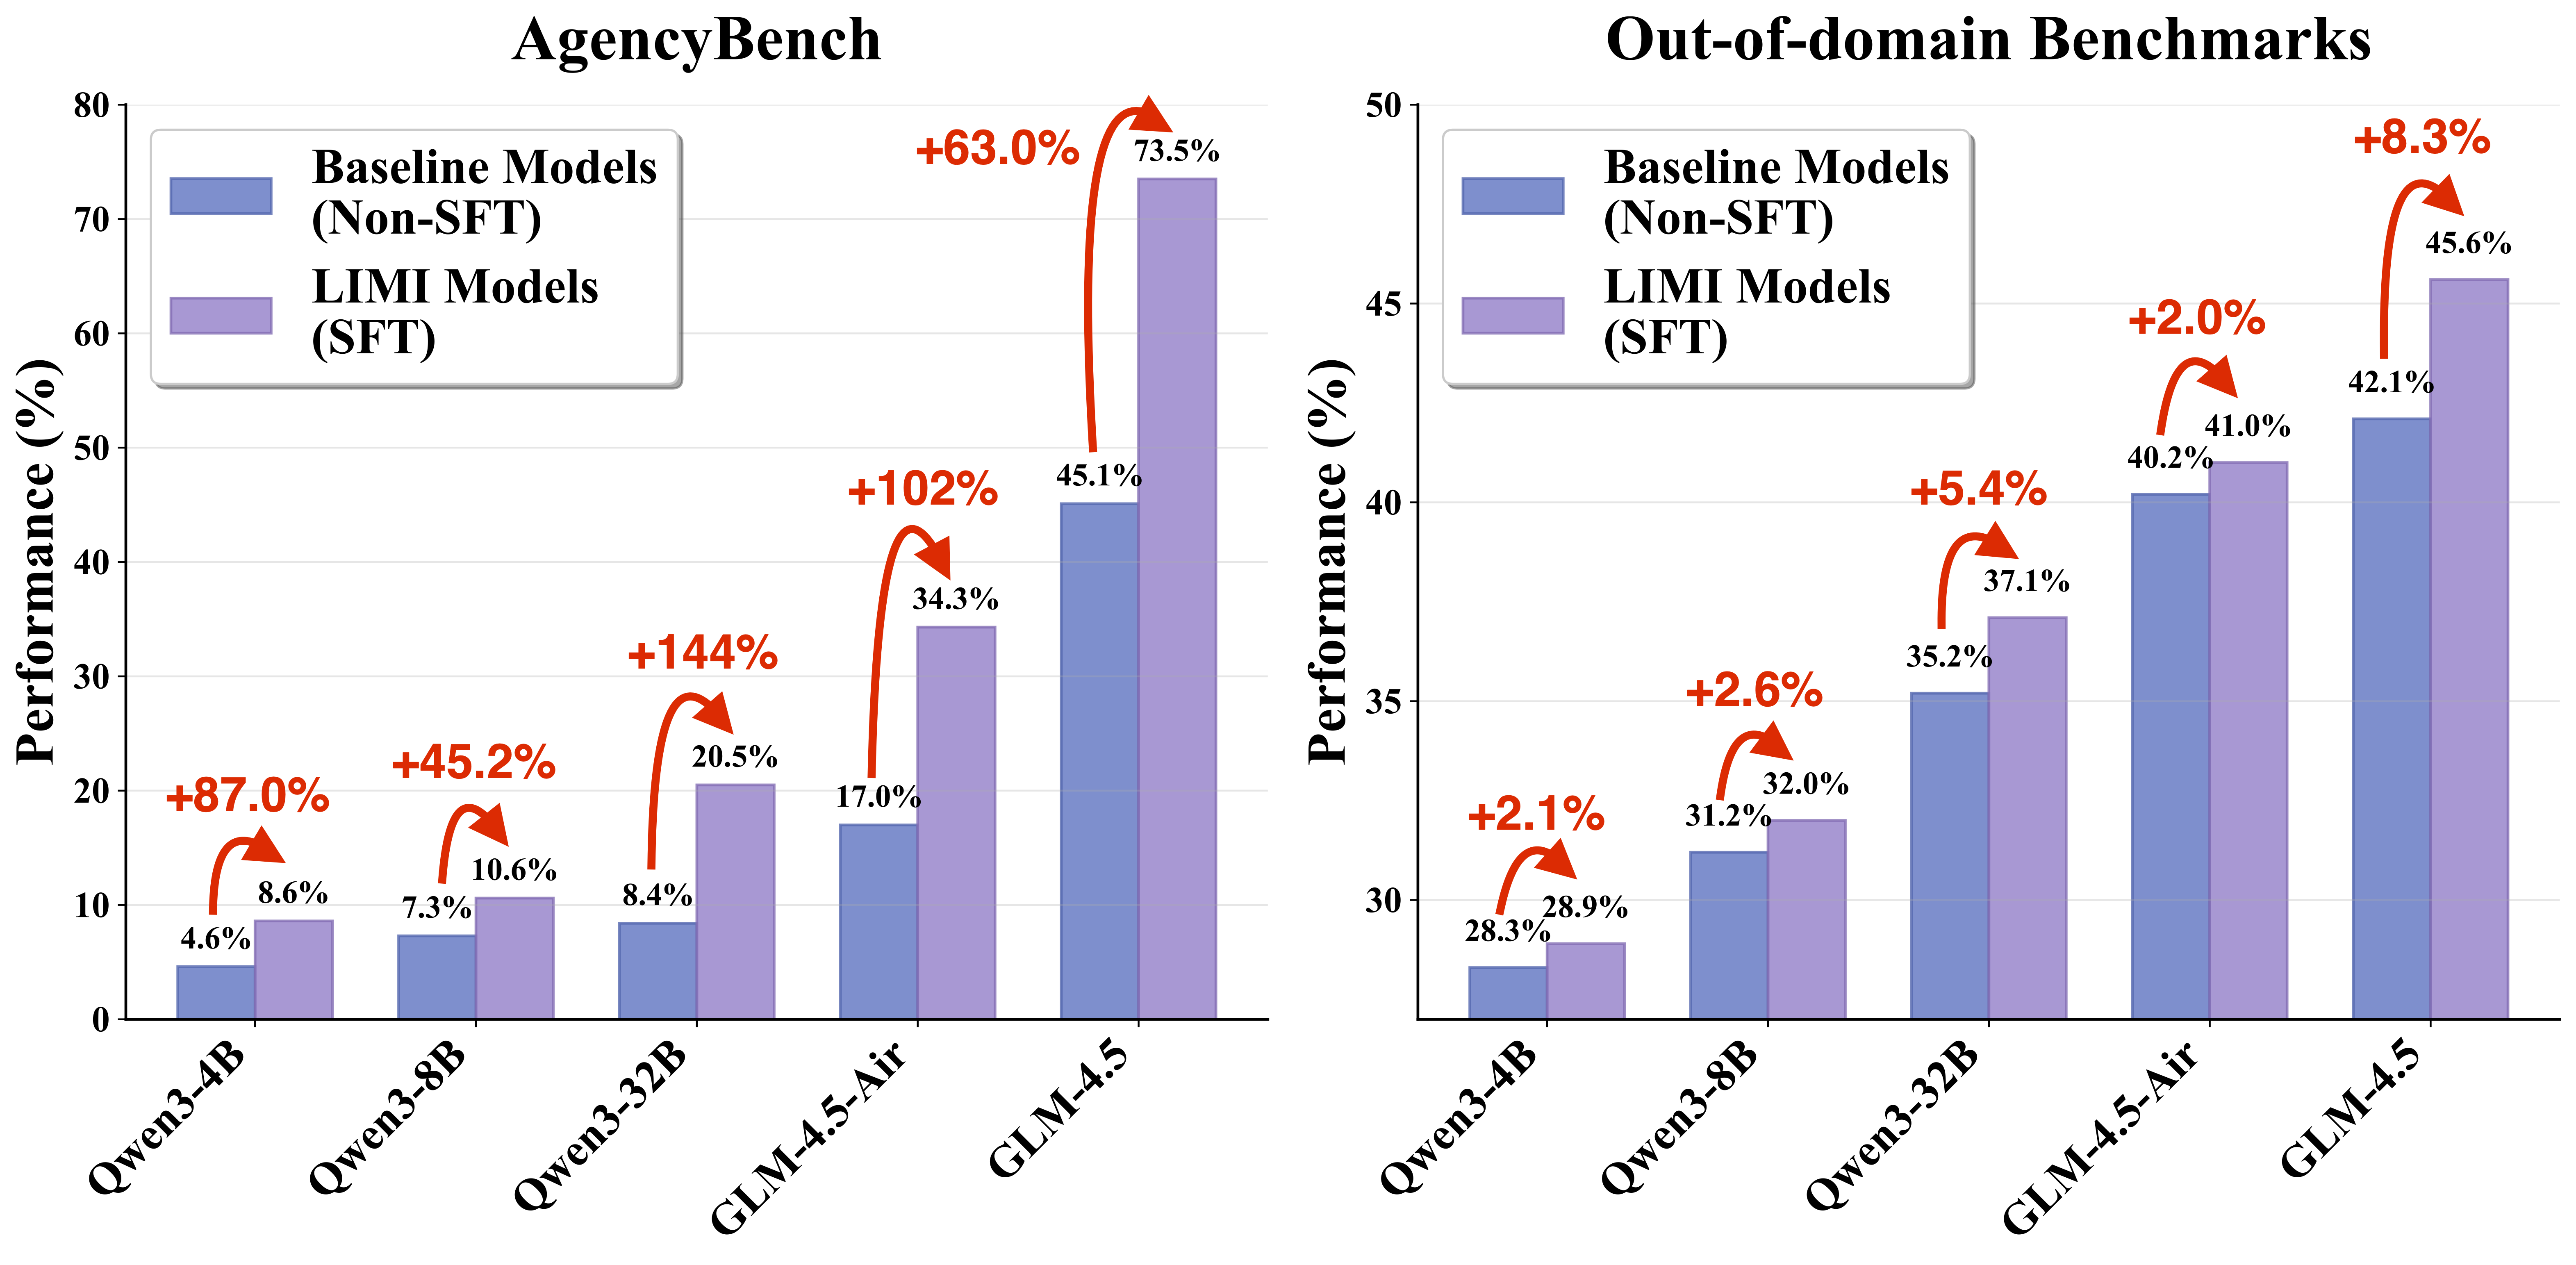 AgencyBench
80
70
60
50
40
30
20
10
0
Performance (%)
Baseline Models
(Non-SFT)
LIMI Models
(SFT)
+87.0%
4.6%
8.6%
+45.2%
7.3%
10.6%
+144%
8.4%
20.5%
+102%
17.0%
34.3%
+63.0%
45.1%
73.5%
Qwen3-4B
Qwen3-8B
Qwen3-32B
GLM-4.5-Air
GLM-4.5
Out-of-domain Benchmarks
50
45
40
35
30
Performance (%)
Baseline Models
(Non-SFT)
LIMI Models
(SFT)
+2.1%
28.3%
28.9%
+2.6%
31.2%
32.0%
+5.4%
35.2%
37.1%
+2.0%
40.2%
41.0%
+8.3%
42.1%
45.6%
Qwen3-4B
Qwen3-8B
Qwen3-32B
GLM-4.5-Air
GLM-4.5